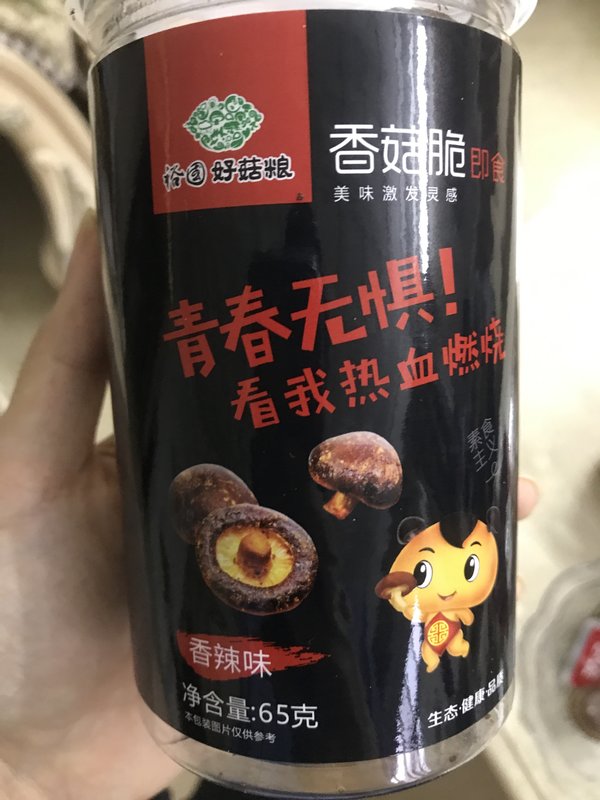 裕国 好菇粮
香菇脆 即食
美味激发灵感
青春无惧！
看我热血燃烧
素食
主义
香辣味
净含量:65克
本包装图片仅供参考
生态·健康·品